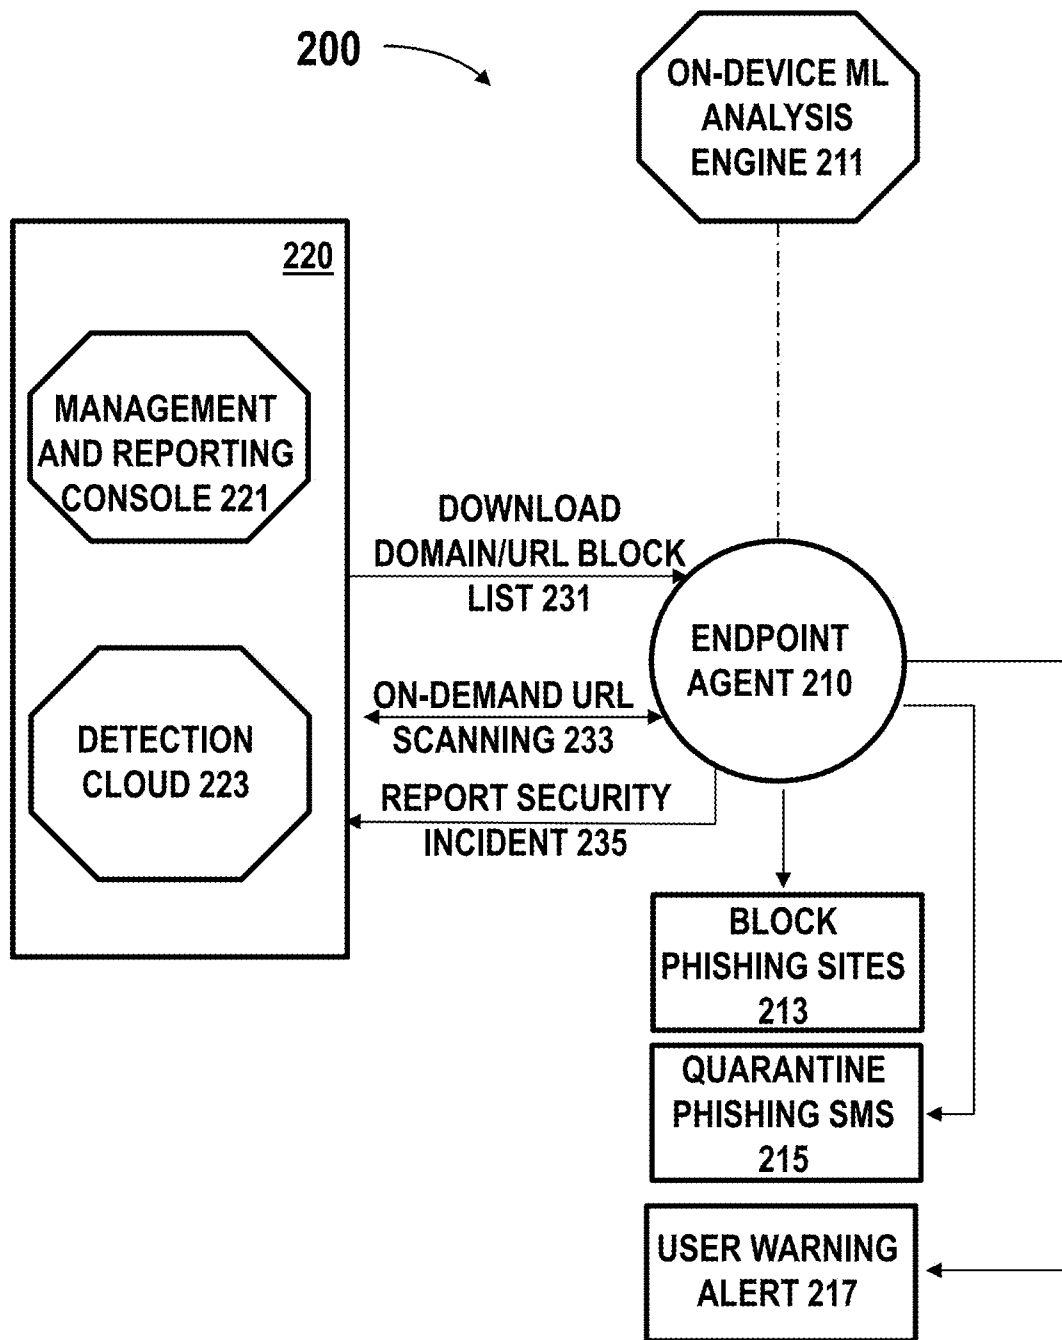 200
ON-DEVICE ML
ANALYSIS
ENGINE 211
220
MANAGEMENT
AND REPORTING
CONSOLE 221
DOWNLOAD
DOMAIN/URL BLOCK
LIST 231
ENDPOINT
AGENT 210
ON-DEMAND URL
SCANNING 233
DETECTION
CLOUD 223
REPORT SECURITY
INCIDENT 235
BLOCK
PHISHING SITES
213
QUARANTINE
PHISHING SMS
215
USER WARNING
ALERT 217